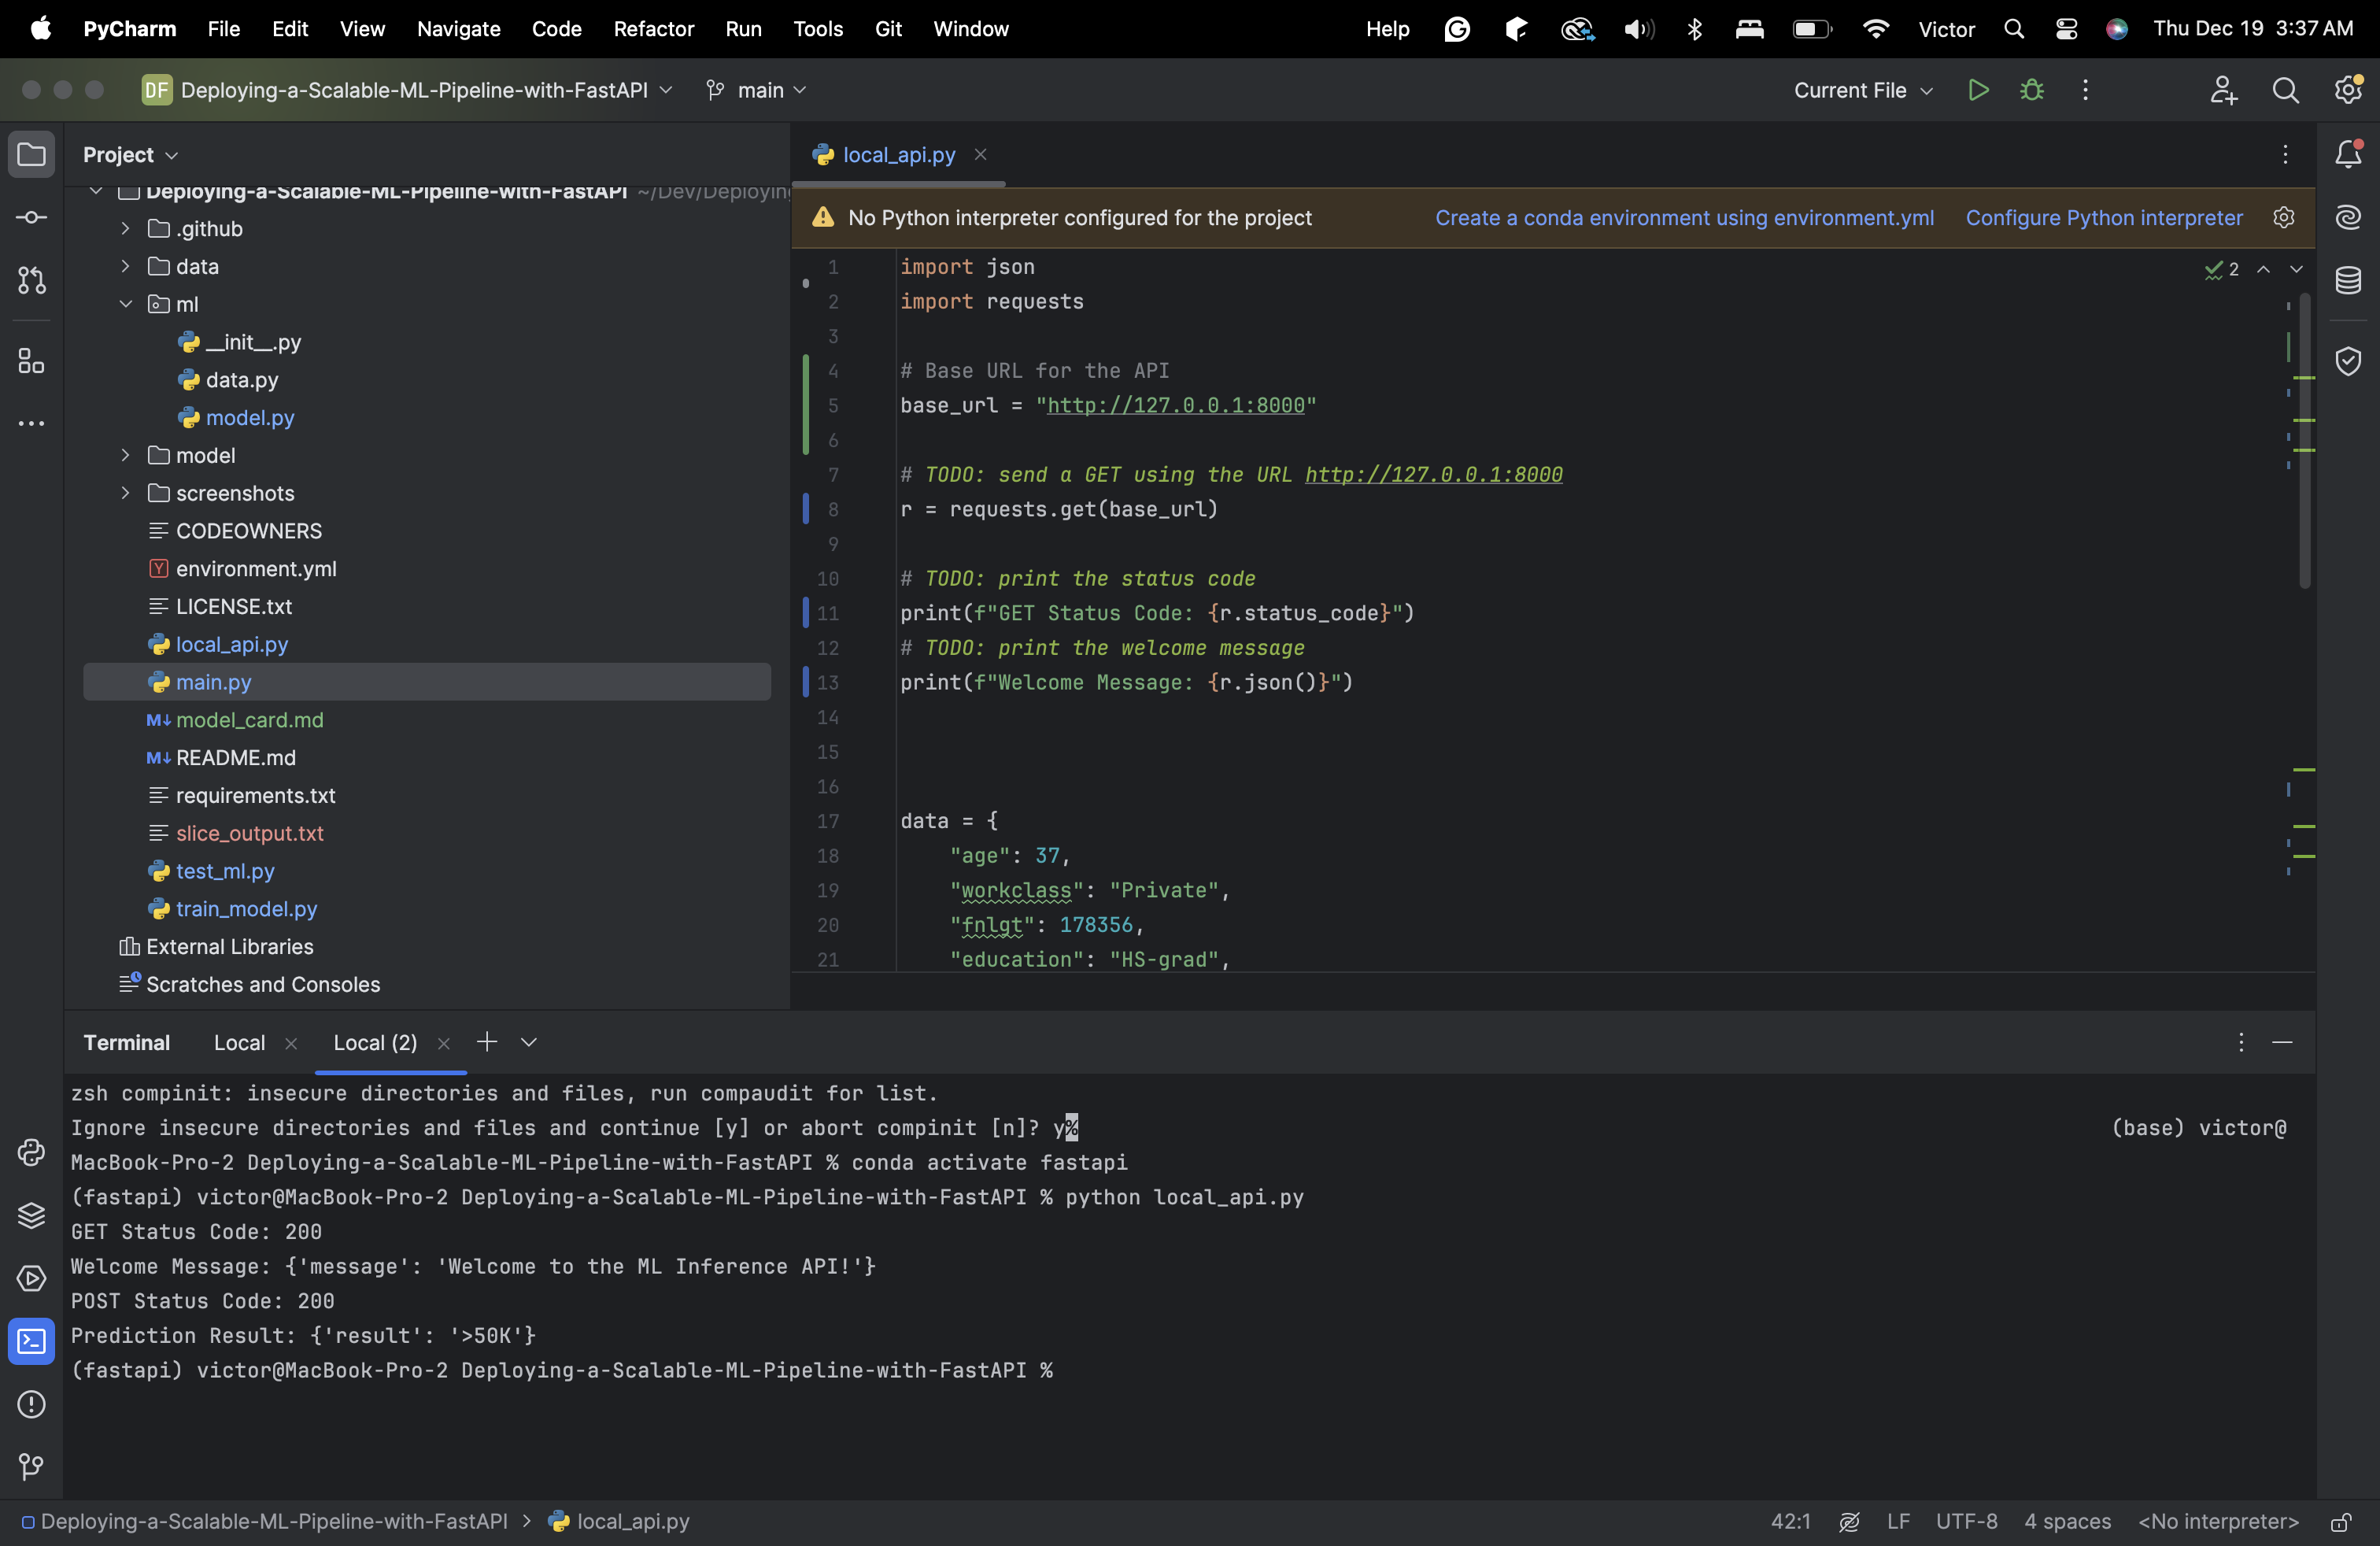 PyCharm File Edit View Navigate Code Refactor Run Tools Git Window Help Victor Thu Dec 19 3:37 AM
DF Deploying-a-Scalable-ML-Pipeline-with-FastAPI main Current File
Project
Deploying-a-Scalable-ML-Pipeline-with-FastAPI ~/Dev/Deploying
.github
data
ml
__init__.py
data.py
model.py
model
screenshots
CODEOWNERS
Y environment.yml
LICENSE.txt
local_api.py
main.py
M↓ model_card.md
M↓ README.md
requirements.txt
slice_output.txt
test_ml.py
train_model.py
External Libraries
Scratches and Consoles
local_api.py
No Python interpreter configured for the project Create a conda environment using environment.yml Configure Python interpreter
2
1 import json
2 import requests
3
4 # Base URL for the API
5 base_url = "http://127.0.0.1:8000"
6
7 # TODO: send a GET using the URL http://127.0.0.1:8000
8 r = requests.get(base_url)
9
10 # TODO: print the status code
11 print(f"GET Status Code: {r.status_code}")
12 # TODO: print the welcome message
13 print(f"Welcome Message: {r.json()}")
14
15
16
17 data = {
18 "age": 37,
19 "workclass": "Private",
20 "fnlgt": 178356,
21 "education": "HS-grad",
Terminal Local Local (2)
zsh compinit: insecure directories and files, run compaudit for list.
Ignore insecure directories and files and continue [y] or abort compinit [n]? y% (base) victor@
MacBook-Pro-2 Deploying-a-Scalable-ML-Pipeline-with-FastAPI % conda activate fastapi
(fastapi) victor@MacBook-Pro-2 Deploying-a-Scalable-ML-Pipeline-with-FastAPI % python local_api.py
GET Status Code: 200
Welcome Message: {'message': 'Welcome to the ML Inference API!'}
POST Status Code: 200
Prediction Result: {'result': '>50K'}
(fastapi) victor@MacBook-Pro-2 Deploying-a-Scalable-ML-Pipeline-with-FastAPI %
Deploying-a-Scalable-ML-Pipeline-with-FastAPI > local_api.py 42:1 LF UTF-8 4 spaces <No interpreter>